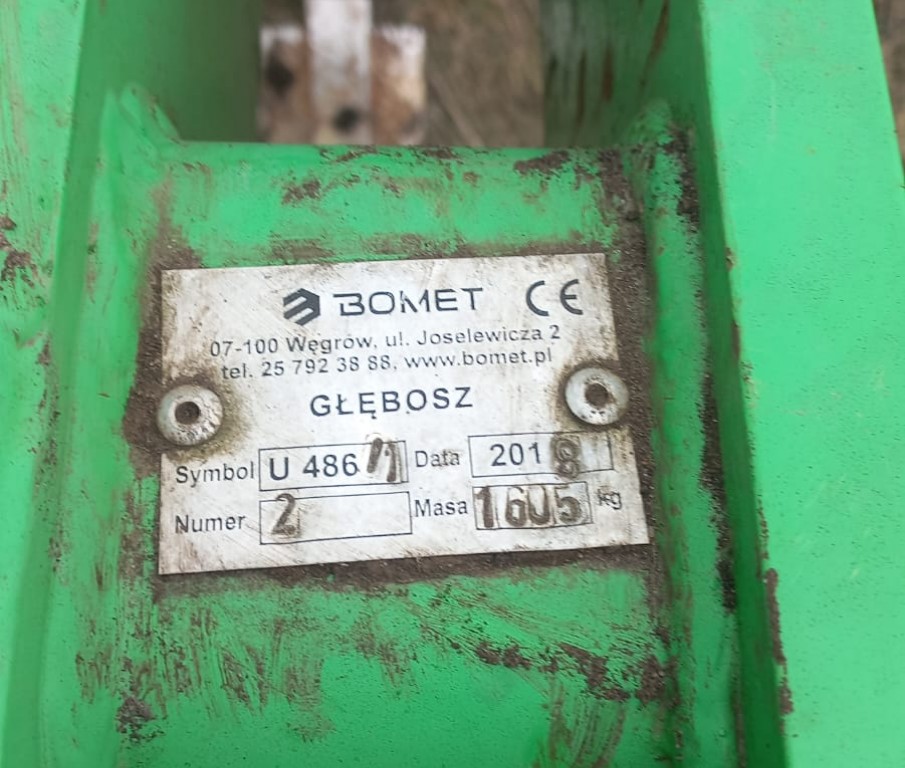 BOMET CE
07-100 Węgrów, ul. Joselewicza 2
tel. 25 792 38 88, www.bomet.pl
GŁĘBOSZ
Symbol U 486/1 Data 2018
Numer 2 Masa 1605 kg